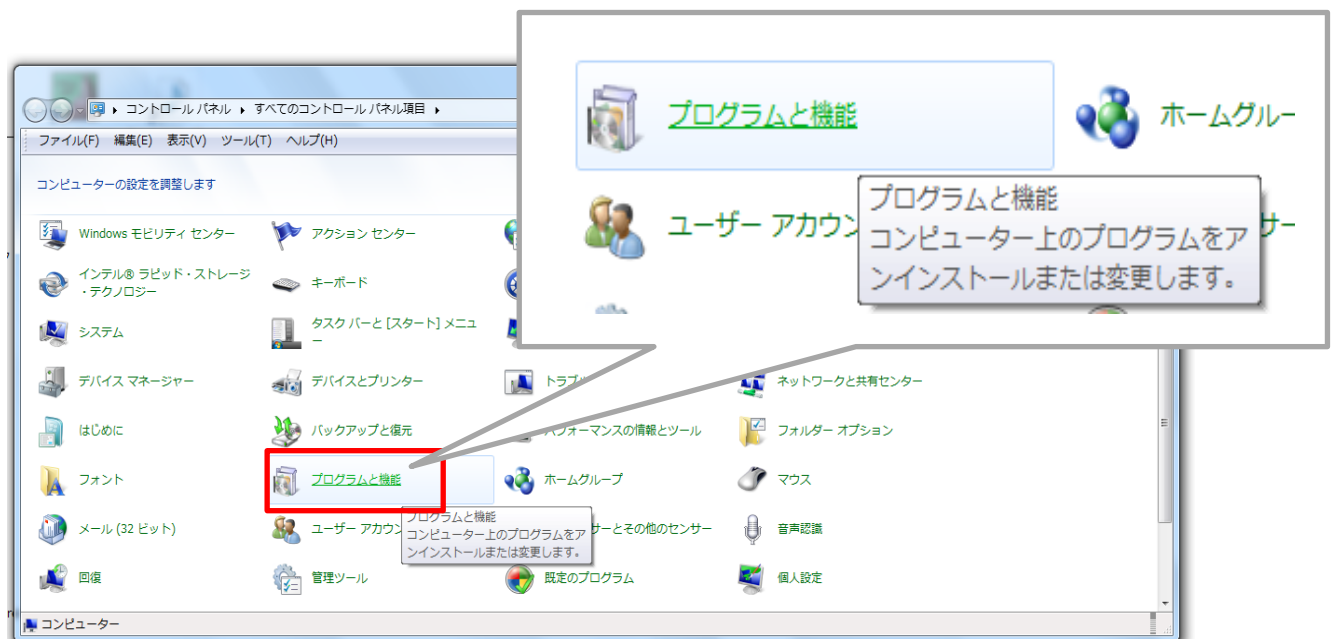 コントロール パネル ▸ すべてのコントロール パネル項目 ▸
ファイル(F) 編集(E) 表示(V) ツール(T) ヘルプ(H)
コンピューターの設定を調整します
Windows モビリティ センター
アクション センター
インテル® ラピッド・ストレージ
・テクノロジー
キーボード
システム
タスク バーと [スタート] メニュ
ー
デバイス マネージャー
デバイスとプリンター
トラブ
ネットワークと共有センター
はじめに
バックアップと復元
パフォーマンスの情報とツール
フォルダー オプション
フォント
プログラムと機能
ホームグループ
マウス
メール (32 ビット)
ユーザー アカウン
プログラムと機能
コンピューター上のプログラムをア
ンインストールまたは変更します。
サーとその他のセンサー
音声認識
回復
管理ツール
既定のプログラム
個人設定
コンピューター
プログラムと機能
ホームグルー
ユーザー アカウン
プログラムと機能
コンピューター上のプログラムをア
ンインストールまたは変更します。
サー